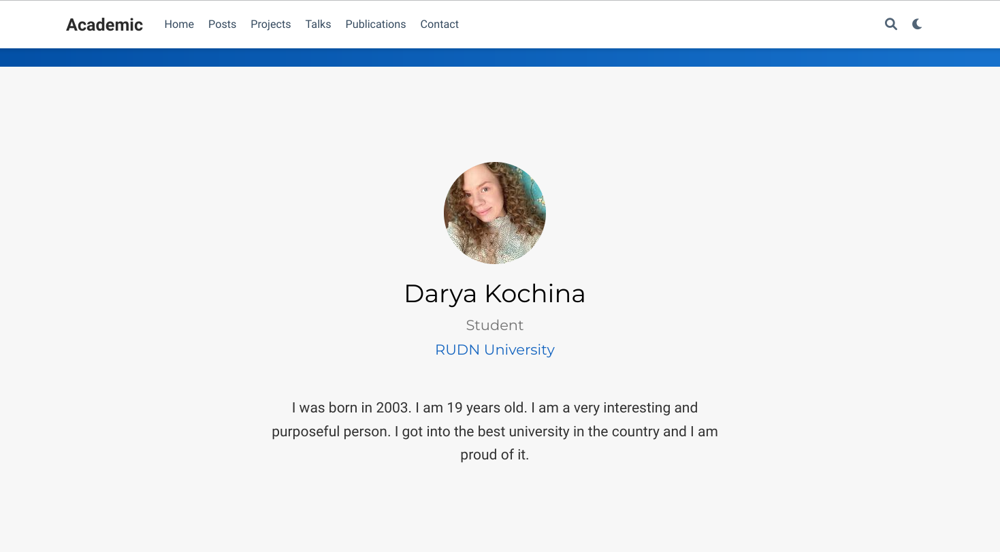 Academic Home Posts Projects Talks Publications Contact
Darya Kochina
Student
RUDN University
I was born in 2003. I am 19 years old. I am a very interesting and
purposeful person. I got into the best university in the country and I am
proud of it.